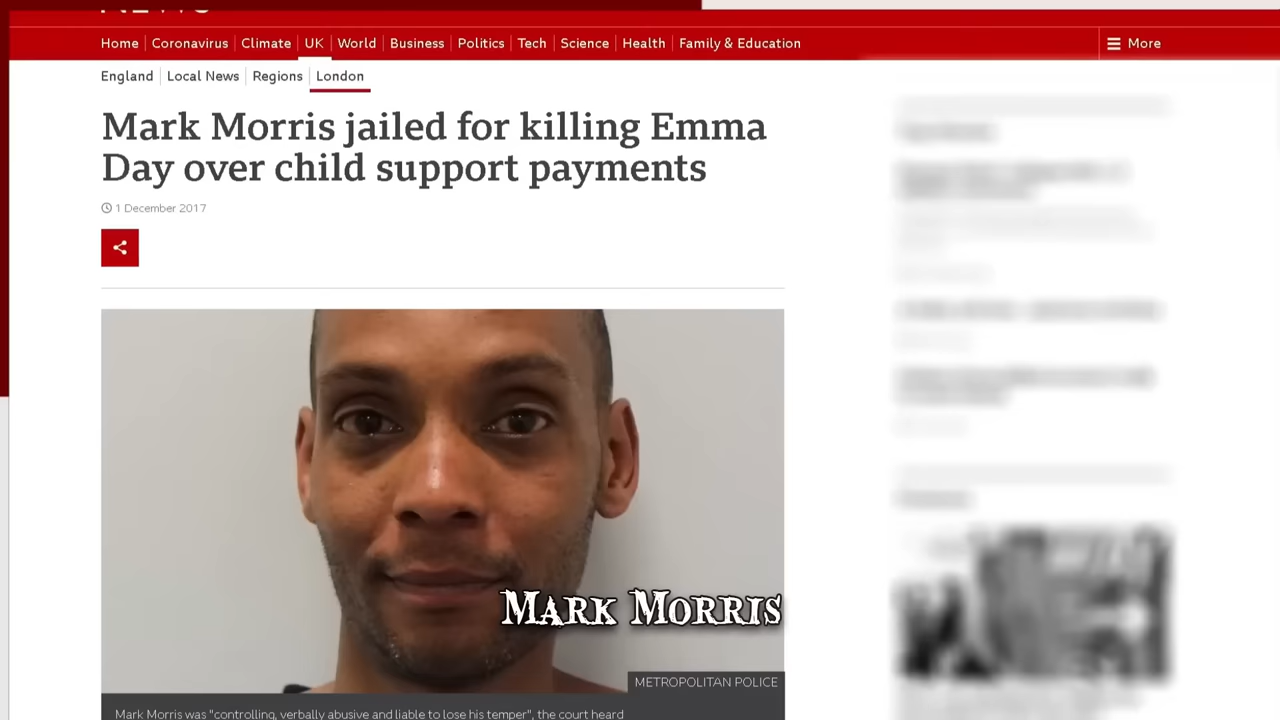 NEWS
Home Coronavirus Climate UK World Business Politics Tech Science Health Family & Education More
England Local News Regions London
Mark Morris jailed for killing Emma
Day over child support payments
1 December 2017
MARK MORRIS
METROPOLITAN POLICE
Mark Morris was "controlling, verbally abusive and liable to lose his temper", the court heard